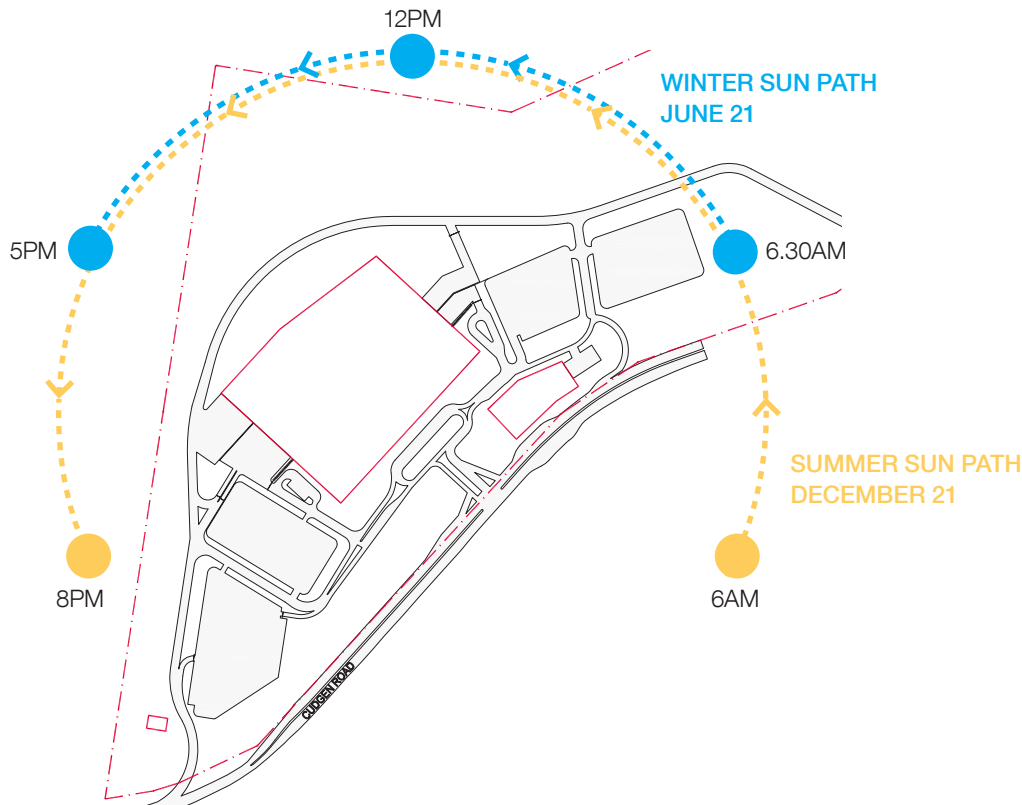 12PM
WINTER SUN PATH
JUNE 21
5PM
6.30AM
SUMMER SUN PATH
DECEMBER 21
8PM
6AM
CUDGEN ROAD